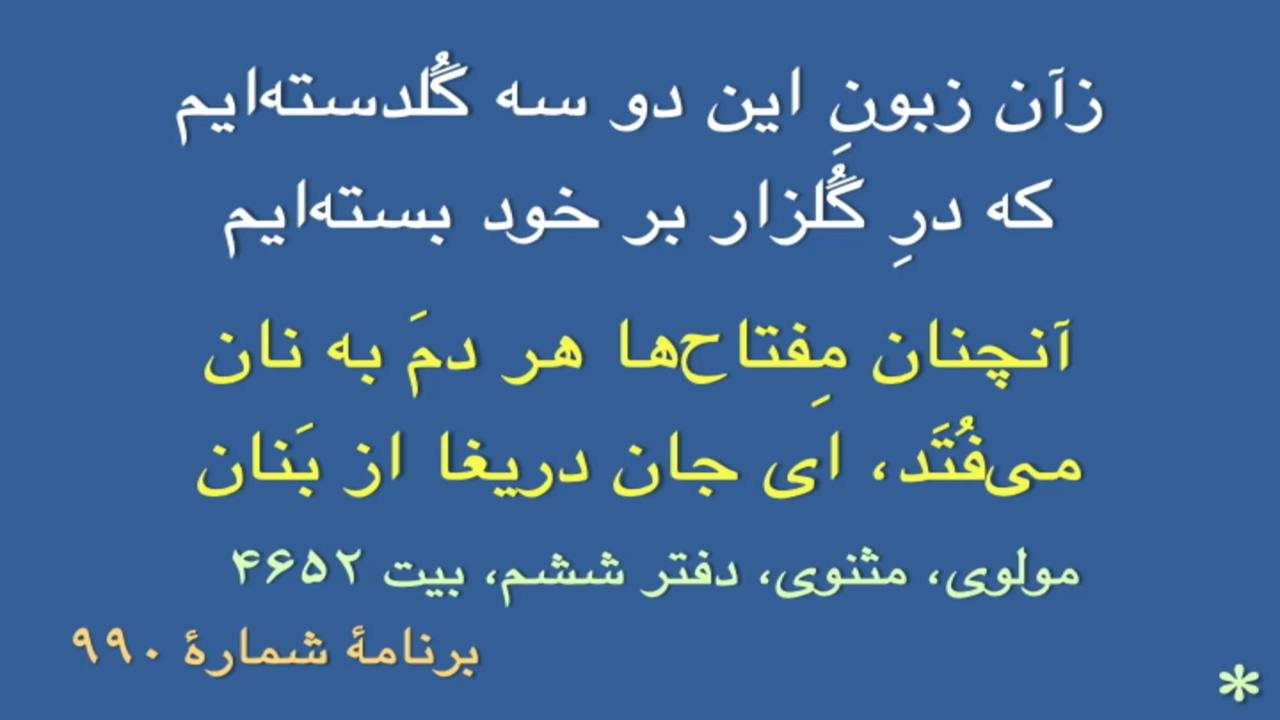 زآن زبونِ این دو سه گُلدسته‌ایم
که درِ گُلزار بر خود بسته‌ایم
آنچنان مِفتاح‌ها هر دمَ به نان
می‌فُتَد، ای جان دریغا از بَنان
مولوی، مثنوی، دفتر ششم، بیت ۴۶۵۲
برنامهٔ شمارهٔ ۹۹۰
*